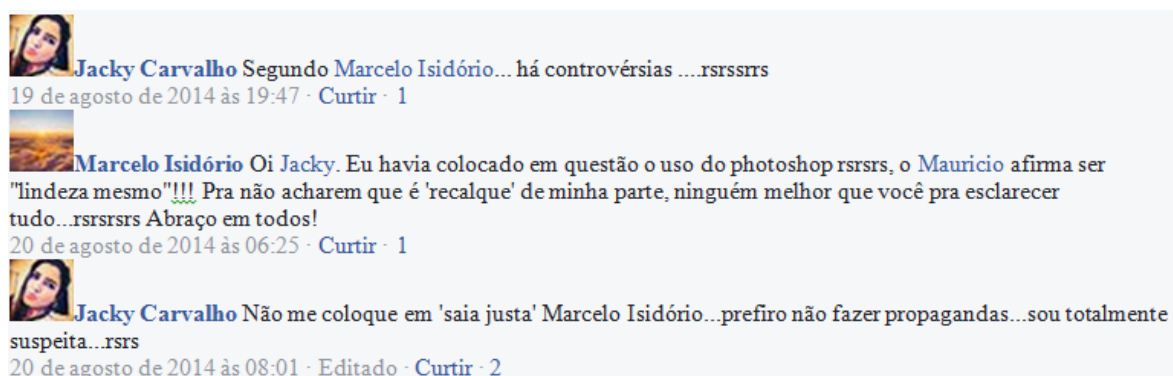 Jacky Carvalho Segundo Marcelo Isidório... há controvérsias ....rsrssrrs
19 de agosto de 2014 às 19:47 · Curtir · 1
Marcelo Isidório Oi Jacky. Eu havia colocado em questão o uso do photoshop rsrsrs, o Mauricio afirma ser
"lindeza mesmo"!!! Pra não acharem que é 'recalque' de minha parte, ninguém melhor que você pra esclarecer
tudo...rsrsrsrs Abraço em todos!
20 de agosto de 2014 às 06:25 · Curtir · 1
Jacky Carvalho Não me coloque em 'saia justa' Marcelo Isidório...prefiro não fazer propagandas...sou totalmente
suspeita...rsrs
20 de agosto de 2014 às 08:01 · Editado · Curtir · 2